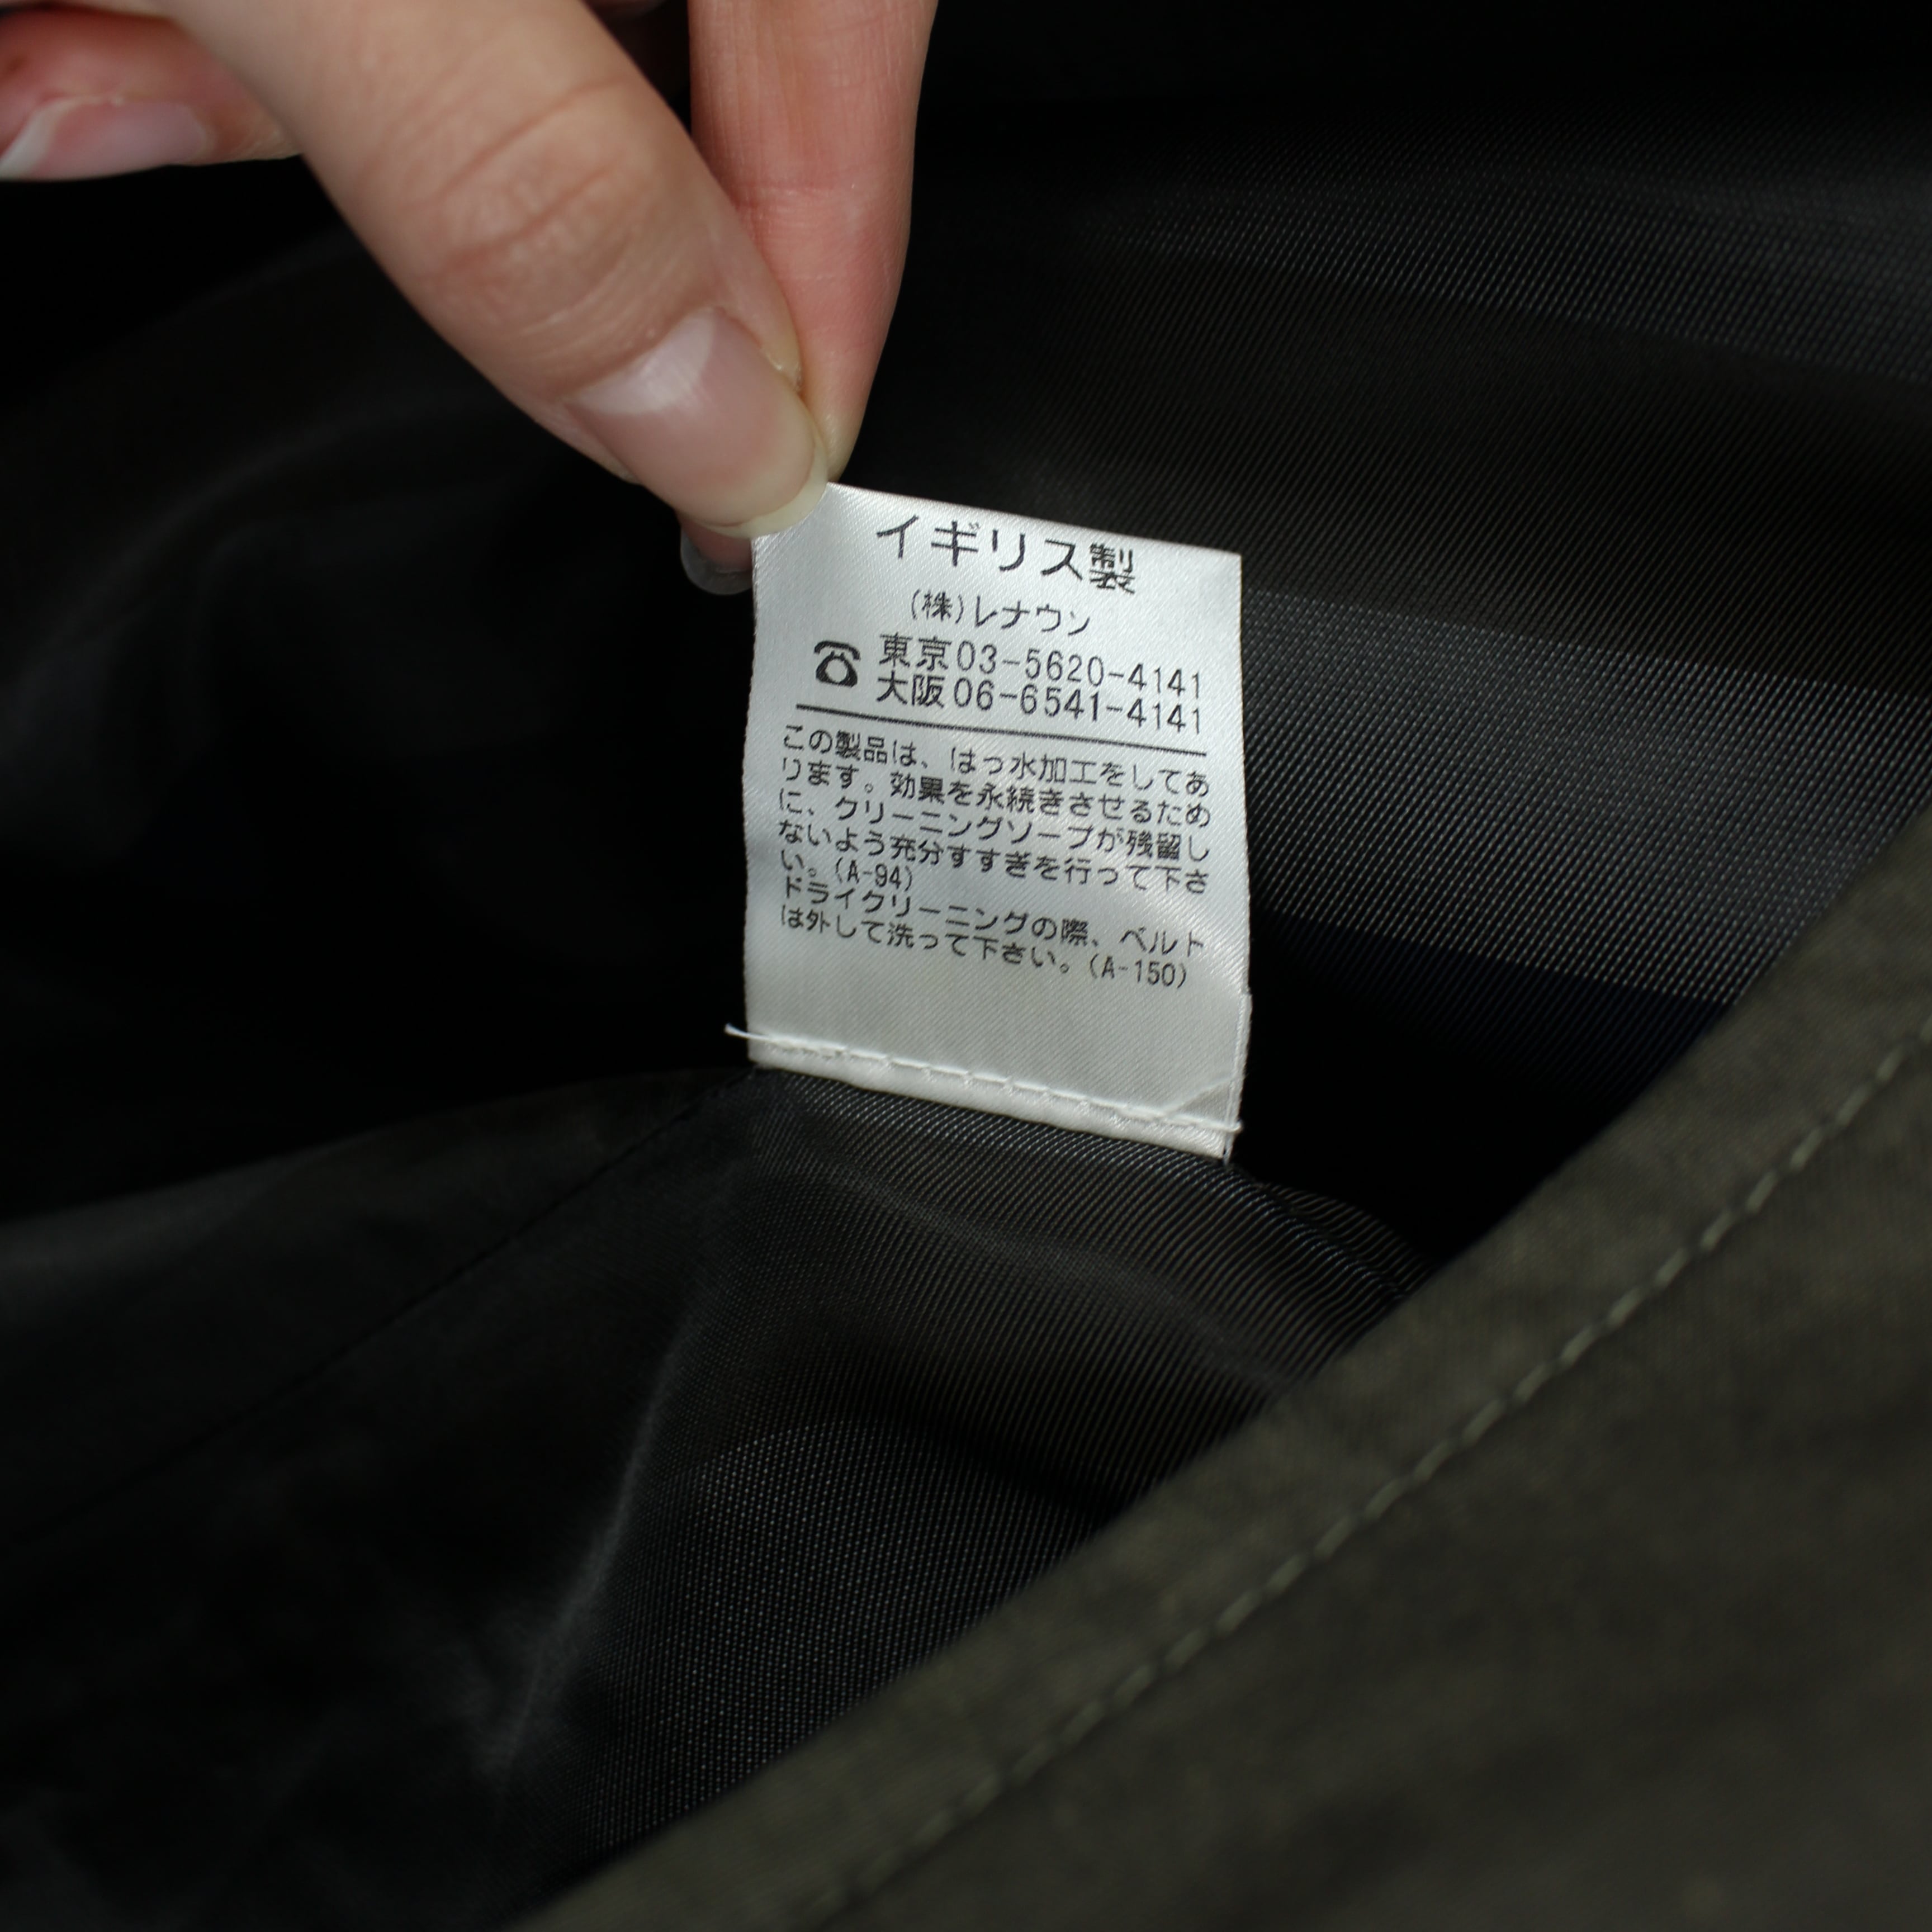 イギリス製
(株)レナウン
☎ 東京03-5620-4141
大阪06-6541-4141
この製品は、はっ水加工をしてあ
ります。効果を永続きさせるため
に、クリーニングソープが残留し
ないよう充分すすぎを行って下さ
い。(A-94)
ドライクリーニングの際、ベルト
は外して洗って下さい。(A-150)